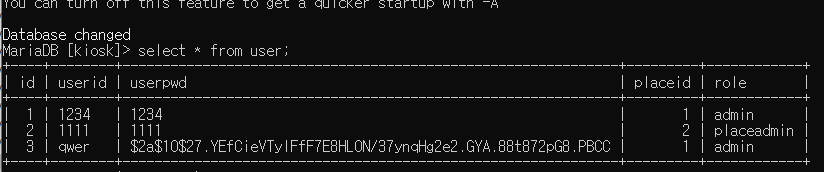 You can turn off this feature to get a quicker startup with -A
Database changed
MariaDB [kiosk]> select * from user;
+----+--------+--------------------------------------------------------------+---------+------------+
| id | userid | userpwd | placeid | role |
+----+--------+--------------------------------------------------------------+---------+------------+
| 1 | 1234 | 1234 | 1 | admin |
| 2 | 1111 | 1111 | 2 | placeadmin |
| 3 | qwer | $2a$10$27.YEfCieVTyIFfF7E8HLON/37ynqHg2e2.GYA.88t872pG8.PBCC | 1 | admin |
+----+--------+--------------------------------------------------------------+---------+------------+